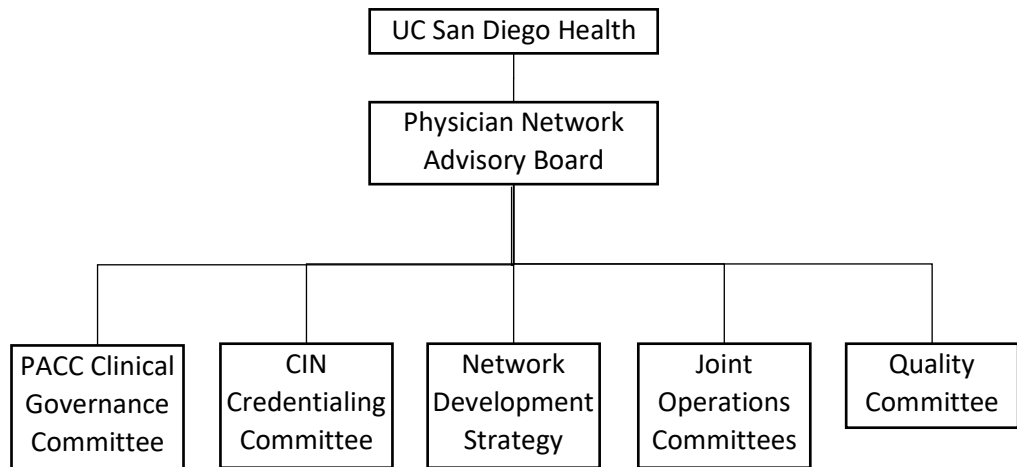 UC San Diego Health
Physician Network
Advisory Board
PACC Clinical
Governance
Committee
CIN
Credentialing
Committee
Network
Development
Strategy
Joint
Operations
Committees
Quality
Committee